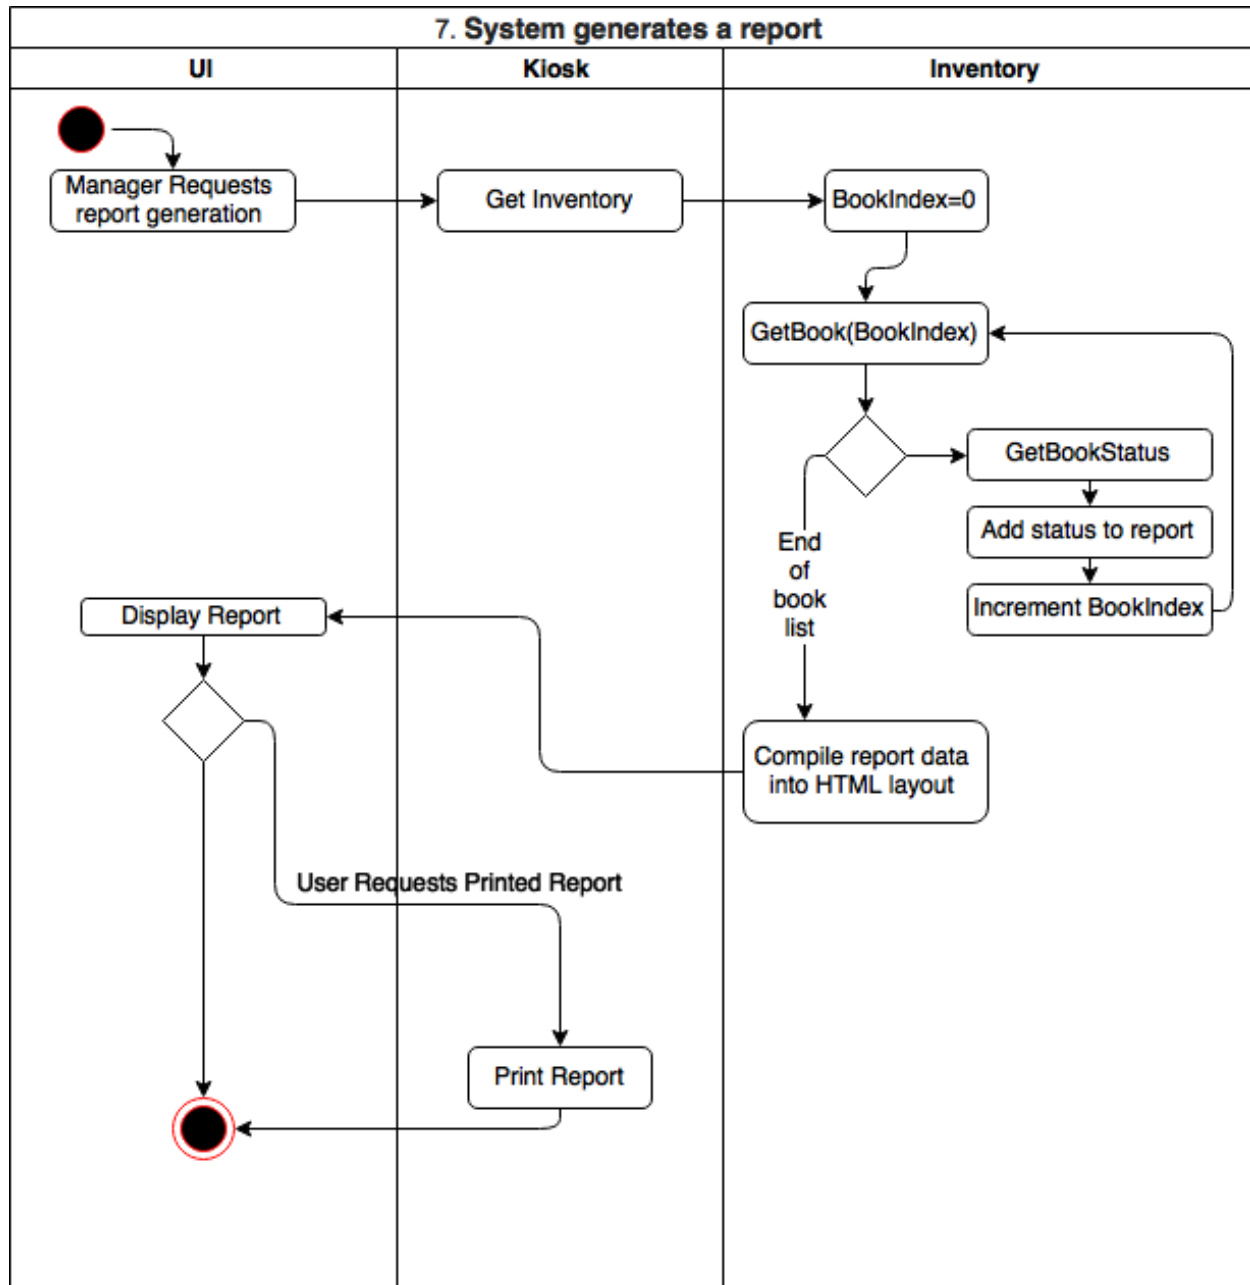 7. System generates a report
UI
Kiosk
Inventory
Manager Requests
report generation
Get Inventory
BookIndex=0
GetBook(BookIndex)
GetBookStatus
Add status to report
Increment BookIndex
End
of
book
list
Display Report
Compile report data
into HTML layout
User Requests Printed Report
Print Report